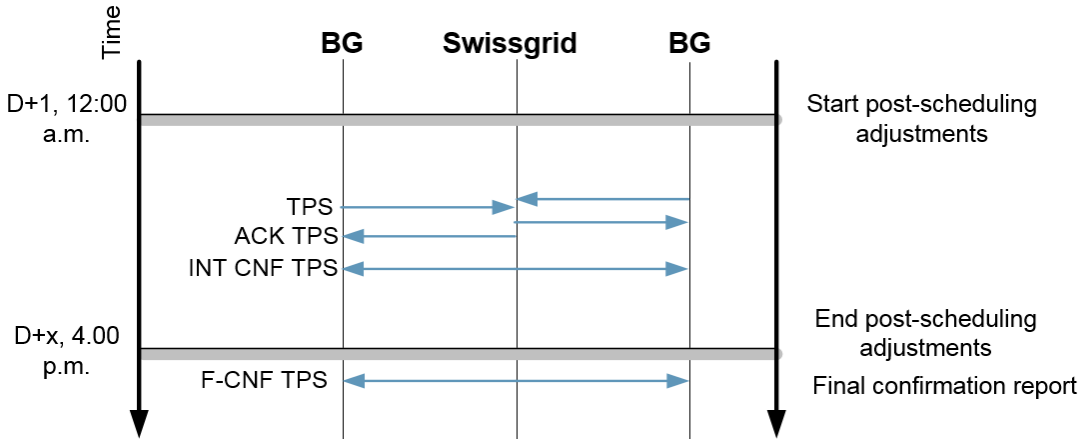 Time
BG
Swissgrid
BG
D+1, 12:00
a.m.
Start post-scheduling
adjustments
TPS
ACK TPS
INT CNF TPS
D+x, 4.00
p.m.
End post-scheduling
adjustments
F-CNF TPS
Final confirmation report